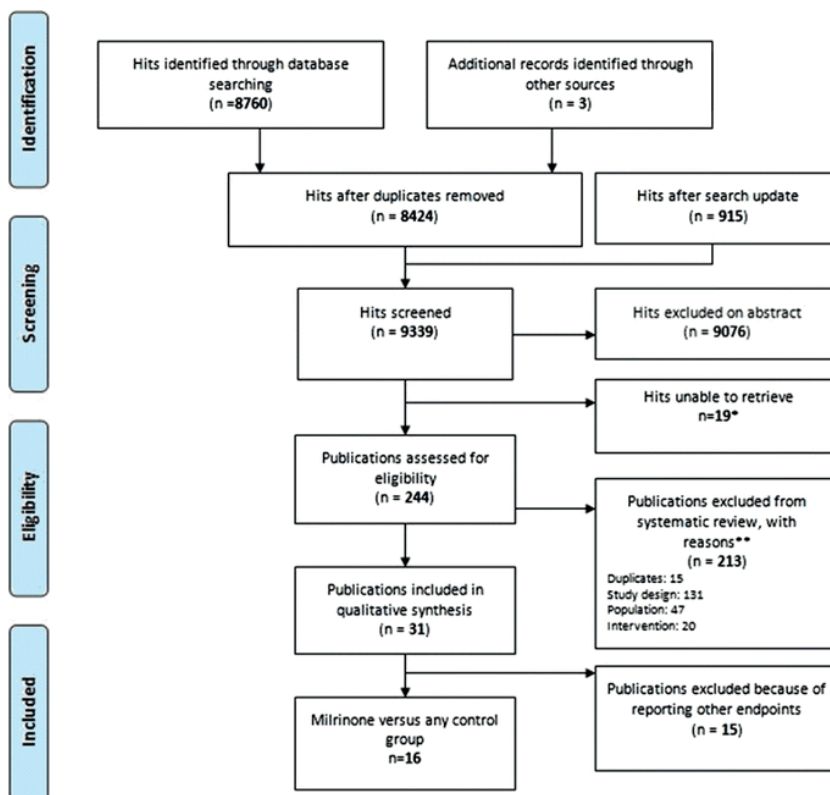 Identification
Hits identified through database
searching
(n =8760)
Additional records identified through
other sources
(n = 3)
Hits after duplicates removed
(n = 8424)
Hits after search update
(n = 915)
Screening
Hits screened
(n = 9339)
Hits excluded on abstract
(n = 9076)
Hits unable to retrieve
n=19*
Eligibility
Publications assessed for
eligibility
(n = 244)
Publications excluded from
systematic review, with
reasons**
(n = 213)
Duplicates: 15
Study design: 131
Population: 47
Intervention: 20
Publications included in
qualitative synthesis
(n = 31)
Included
Publications excluded because of
reporting other endpoints
(n = 15)
Milrinone versus any control
group
n=16